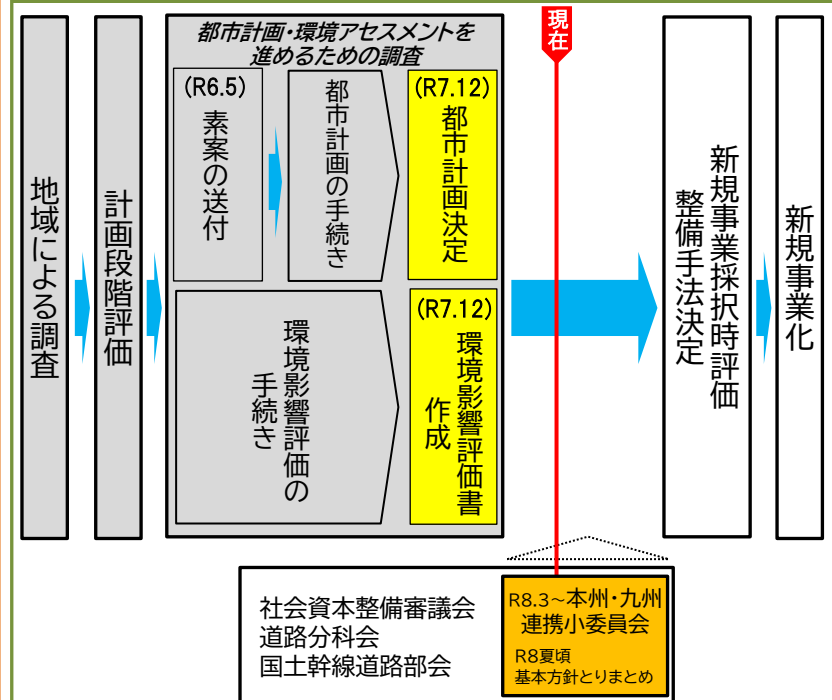 都市計画・環境アセスメントを
進めるための調査
現在
地域による調査
計画段階評価
(R6.5)
素案の送付
都市計画の手続き
(R7.12)
都市計画決定
環境影響評価の
手続き
(R7.12)
環境影響評価書
作成
新規事業採択時評価
整備手法決定
新規事業化
社会資本整備審議会
道路分科会
国土幹線道路部会
R8.3~本州・九州
連携小委員会
R8夏頃
基本方針とりまとめ